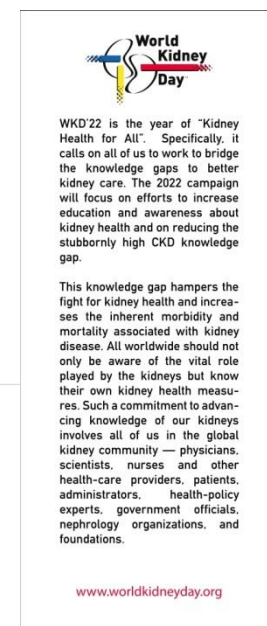 World
Kidney
Day
WKD'22 is the year of "Kidney
Health for All". Specifically, it
calls on all of us to work to bridge
the knowledge gaps to better
kidney care. The 2022 campaign
will focus on efforts to increase
education and awareness about
kidney health and on reducing the
stubbornly high CKD knowledge
gap.
This knowledge gap hampers the
fight for kidney health and increa-
ses the inherent morbidity and
mortality associated with kidney
disease. All worldwide should not
only be aware of the vital role
played by the kidneys but know
their own kidney health measu-
res. Such a commitment to advan-
cing knowledge of our kidneys
involves all of us in the global
kidney community — physicians,
scientists, nurses and other
health-care providers, patients,
administrators, health-policy
experts, government officials,
nephrology organizations, and
foundations.
www.worldkidneyday.org